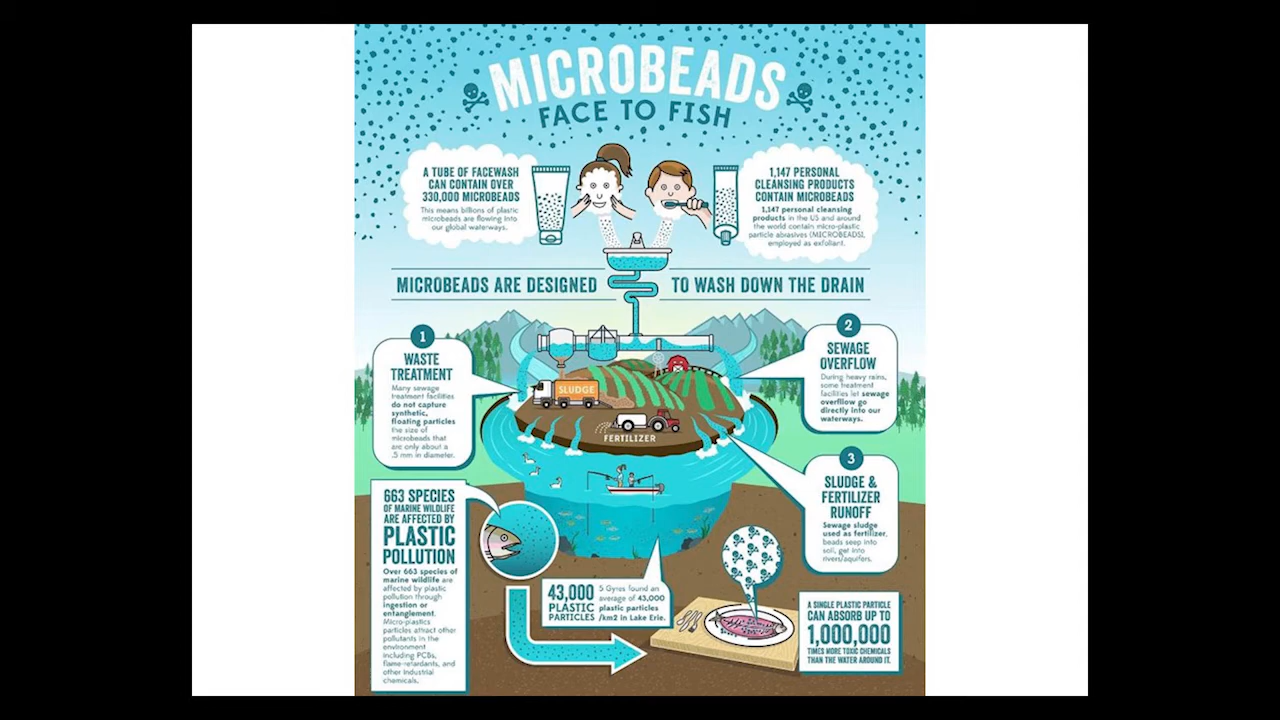 MICROBEADS
FACE TO FISH
A TUBE OF FACEWASH
CAN CONTAIN OVER
330,000 MICROBEADS
This means billions of plastic
microbeads are flowing into
our global waterways.
1,147 PERSONAL
CLEANSING PRODUCTS
CONTAIN MICROBEADS
1,147 personal cleansing
products in the US and around
the world contain micro-plastic
particle abrasives (MICROBEADS),
employed as exfoliant.
MICROBEADS ARE DESIGNED TO WASH DOWN THE DRAIN
1
WASTE
TREATMENT
Many sewage
treatment facilities
do not capture
synthetic,
floating particles
the size of
microbeads that
are only about a
.5 mm in diameter.
2
SEWAGE
OVERFLOW
During heavy rains,
some treatment
facilities let sewage
overfllow go
directly into our
waterways.
SLUDGE
FERTILIZER
3
SLUDGE &
FERTILIZER
RUNOFF
Sewage sludge
used as fertilizer,
beads seep into
soil, get into
rivers/aquifers.
663 SPECIES
OF MARINE WILDLIFE
ARE AFFECTED BY
PLASTIC
POLLUTION
Over 663 species of
marine wildlife are
affected by plastic
pollution through
ingestion or
entanglement.
Micro-plastics
particles attract other
pollutants in the
environment
including PCBs,
flame-retardants, and
other industrial
chemicals.
43,000
PLASTIC
PARTICLES
5 Gyres found an
average of 43,000
plastic particles
/km2 in Lake Erie.
A SINGLE PLASTIC PARTICLE
CAN ABSORB UP TO
1,000,000
TIMES MORE TOXIC CHEMICALS
THAN THE WATER AROUND IT.